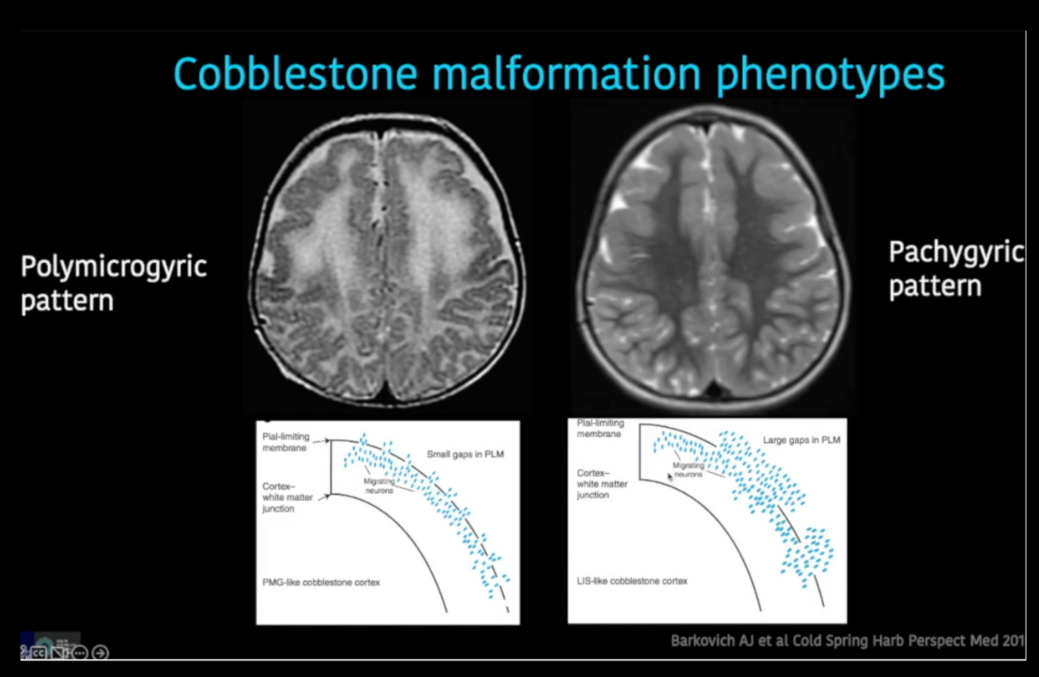 Cobblestone malformation phenotypes
Polymicrogyric
pattern
Pachygyric
pattern
Pial-limiting
membrane
Small gaps in PLM
Migrating
neurons
Cortex–
white matter
junction
PMG-like cobblestone cortex
Pial-limiting
membrane
Large gaps in PLM
Migrating
neurons
Cortex–
white matter
junction
LIS-like cobblestone cortex
Barkovich AJ et al Cold Spring Harb Perspect Med 201
CC